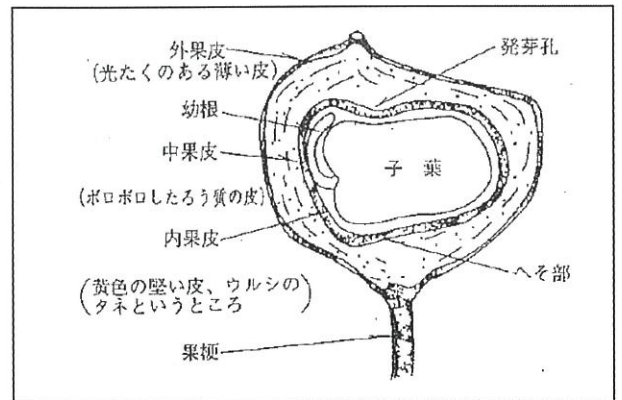 外果皮
(光たくのある薄い皮)
幼根
中果皮
(ボロボロしたろう質の皮)
内果皮
(黄色の堅い皮、ウルシの
タネというところ)
果梗
発芽孔
子葉
へそ部